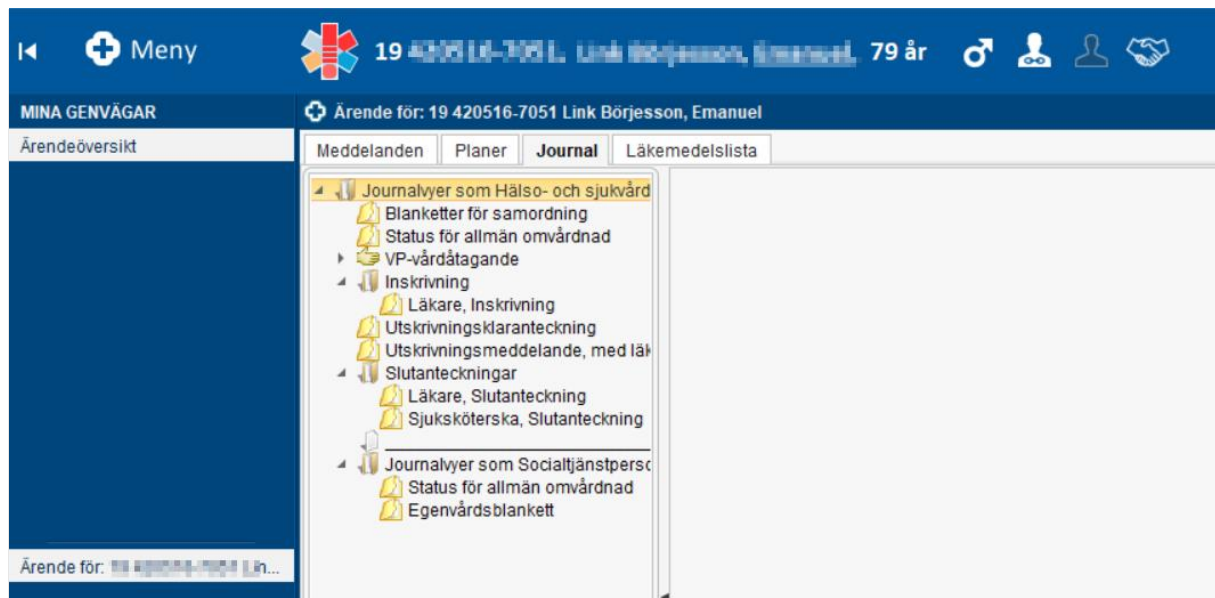 Meny
19 79 år
MINA GENVÄGAR
Ärende för: 19 420516-7051 Link Börjesson, Emanuel
Ärendeöversikt
Meddelanden Planer Journal Läkemedelslista
Journalvyer som Hälso- och sjukvård
Blanketter för samordning
Status för allmän omvårdnad
VP-vårdåtagande
Inskrivning
Läkare, Inskrivning
Utskrivningsklaranteckning
Utskrivningsmeddelande, med läk
Slutanteckningar
Läkare, Slutanteckning
Sjuksköterska, Slutanteckning
Journalvyer som Socialtjänstperso
Status för allmän omvårdnad
Egenvårdsblankett
Ärende för: